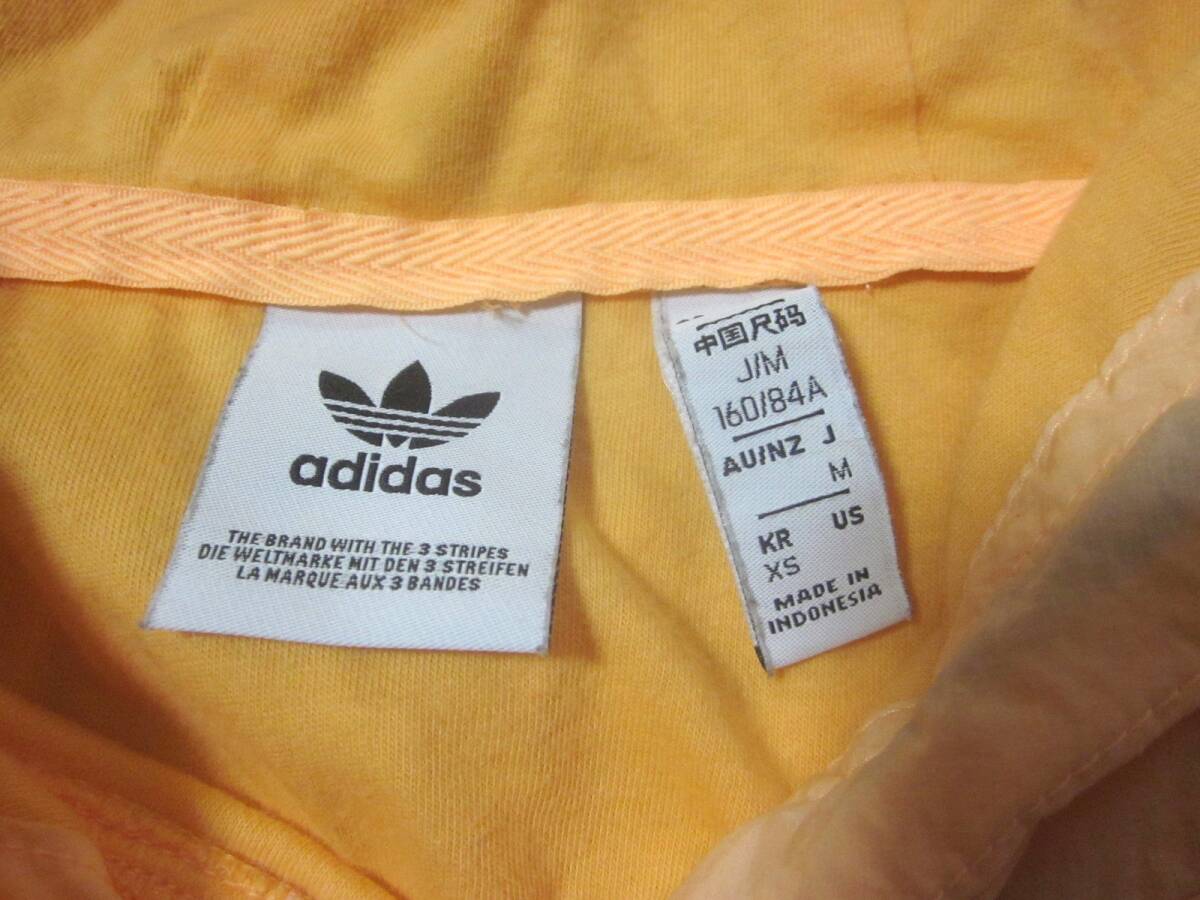 adidas
THE BRAND WITH THE 3 STRIPES
DIE WELTMARKE MIT DEN 3 STREIFEN
LA MARQUE AUX 3 BANDES
中国尺码
J/M
160/84A
AU/NZ J
M
KR US
XS
MADE IN
INDONESIA